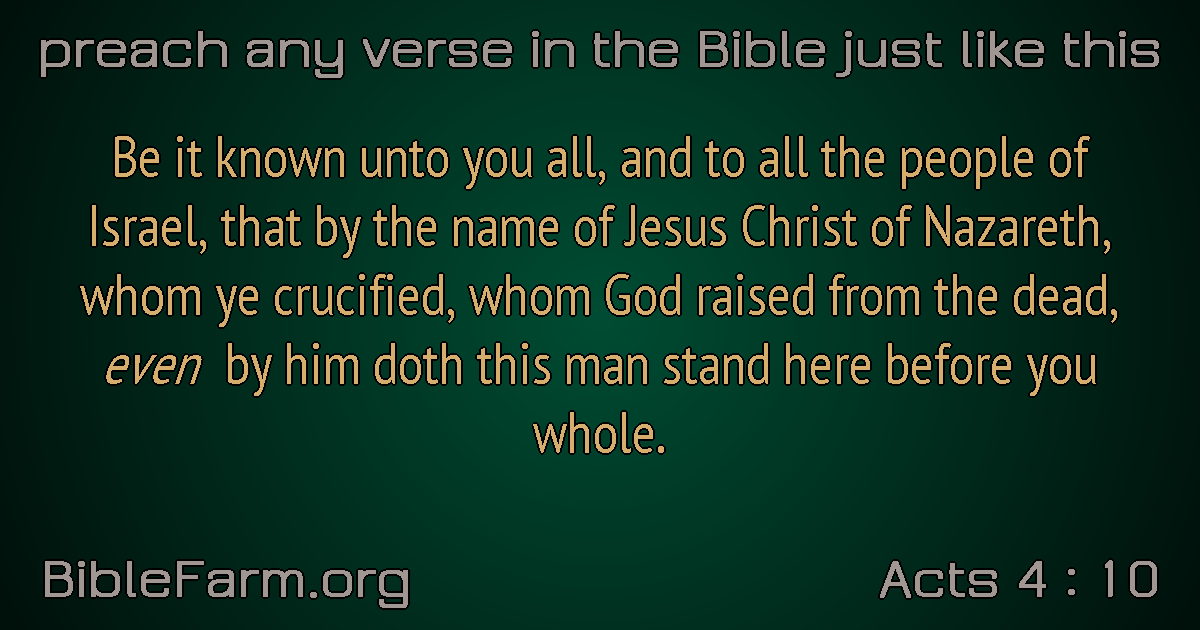 preach any verse in the Bible just like this
Be it known unto you all, and to all the people of
Israel, that by the name of Jesus Christ of Nazareth,
whom ye crucified, whom God raised from the dead,
even by him doth this man stand here before you
whole.
BibleFarm.org
Acts 4 : 10